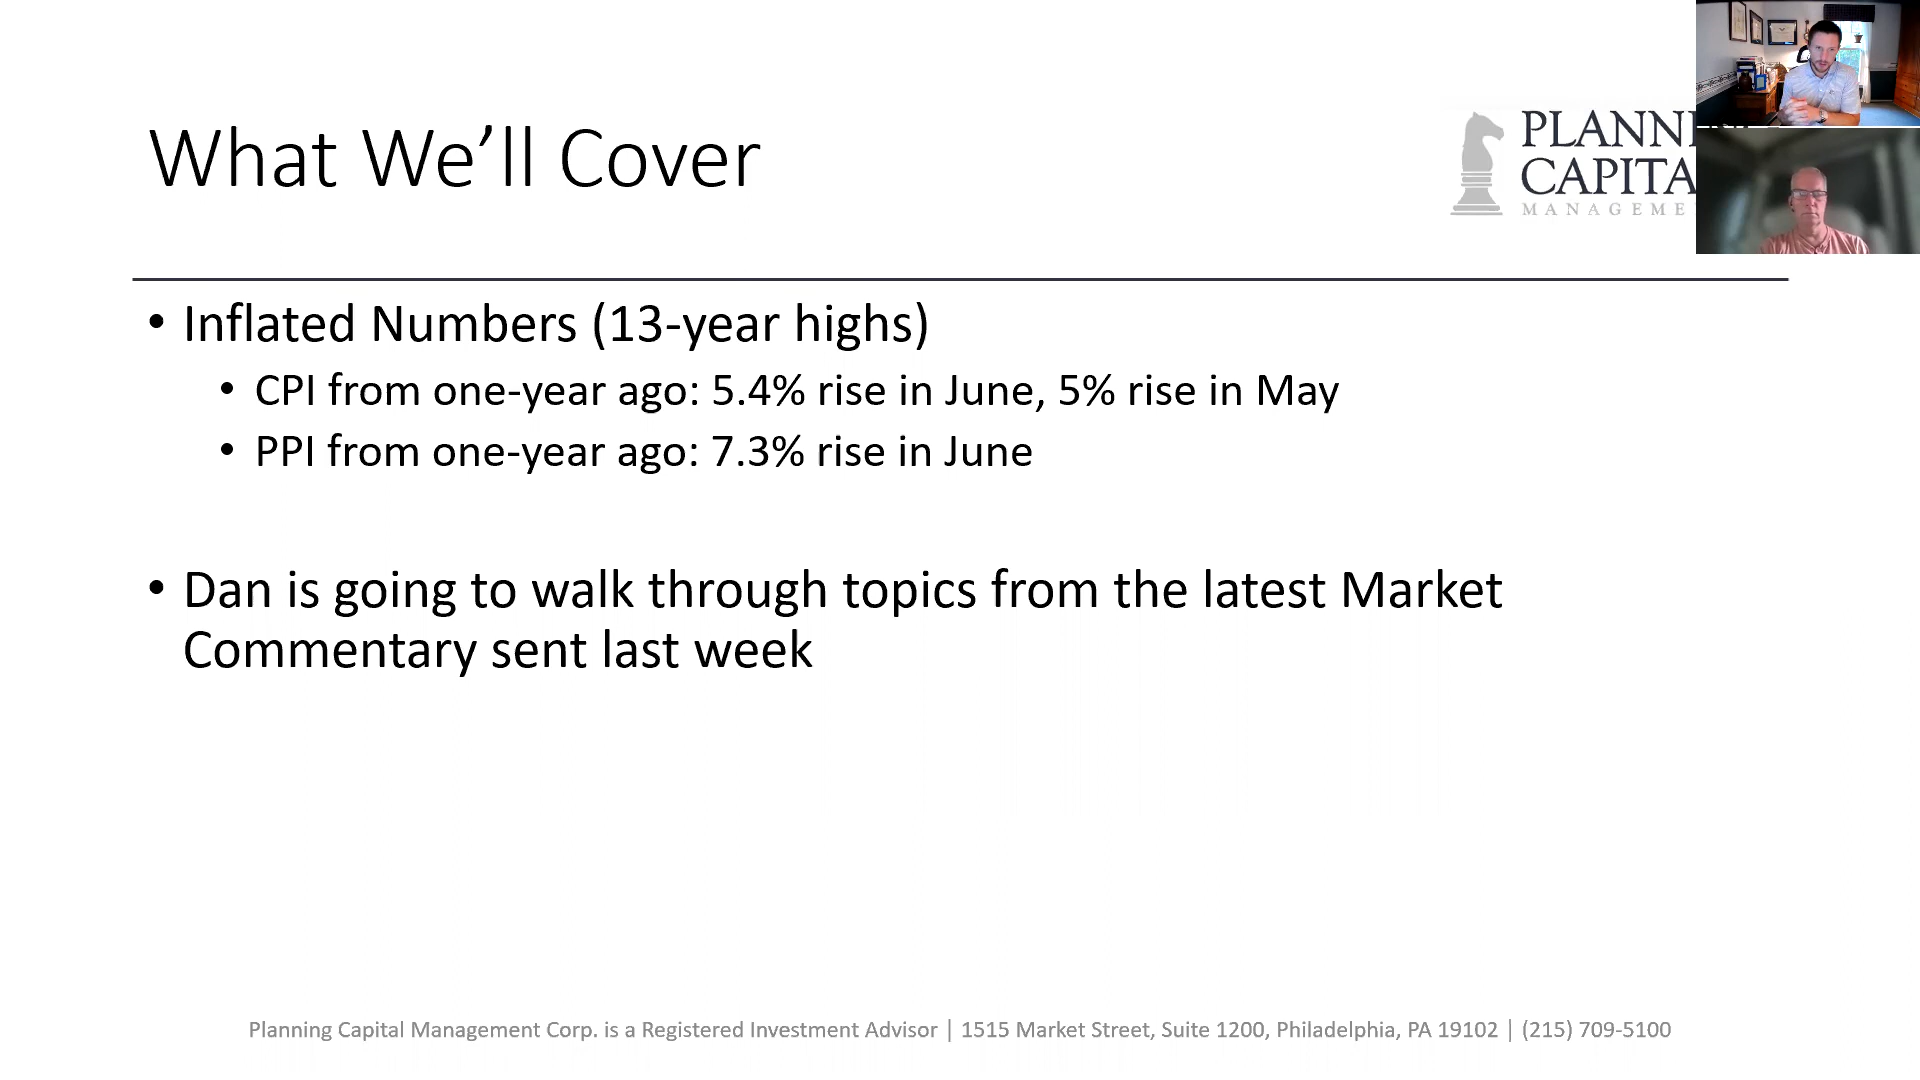 What We’ll Cover
PLANNI
CAPITA
MANAGEME
• Inflated Numbers (13-year highs)
• CPI from one-year ago: 5.4% rise in June, 5% rise in May
• PPI from one-year ago: 7.3% rise in June
• Dan is going to walk through topics from the latest Market
Commentary sent last week
Planning Capital Management Corp. is a Registered Investment Advisor | 1515 Market Street, Suite 1200, Philadelphia, PA 19102 | (215) 709-5100